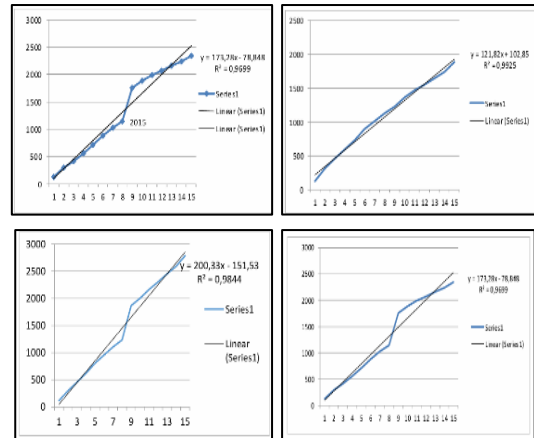 3000
2500
2000
1500
1000
500
0
1 2 3 4 5 6 7 8 9 10 11 12 13 14 15
2015
y = 173,28x - 78,848
R² = 0,9699
Series1
Linear (Series1)
Linear (Series1)
2500
2000
1500
1000
500
0
1 2 3 4 5 6 7 8 9 10 11 12 13 14 15
y = 121,82x + 102,85
R² = 0,9925
Series1
Linear (Series1)
3000
2500
2000
1500
1000
500
0
1 3 5 7 9 11 13 15
y = 200,33x - 151,53
R² = 0,9844
Series1
Linear
(Series1)
3000
2500
2000
1500
1000
500
0
1 2 3 4 5 6 7 8 9 10 11 12 13 14 15
y = 173,28x - 78,848
R² = 0,9699
Series1
Linear (Series1)